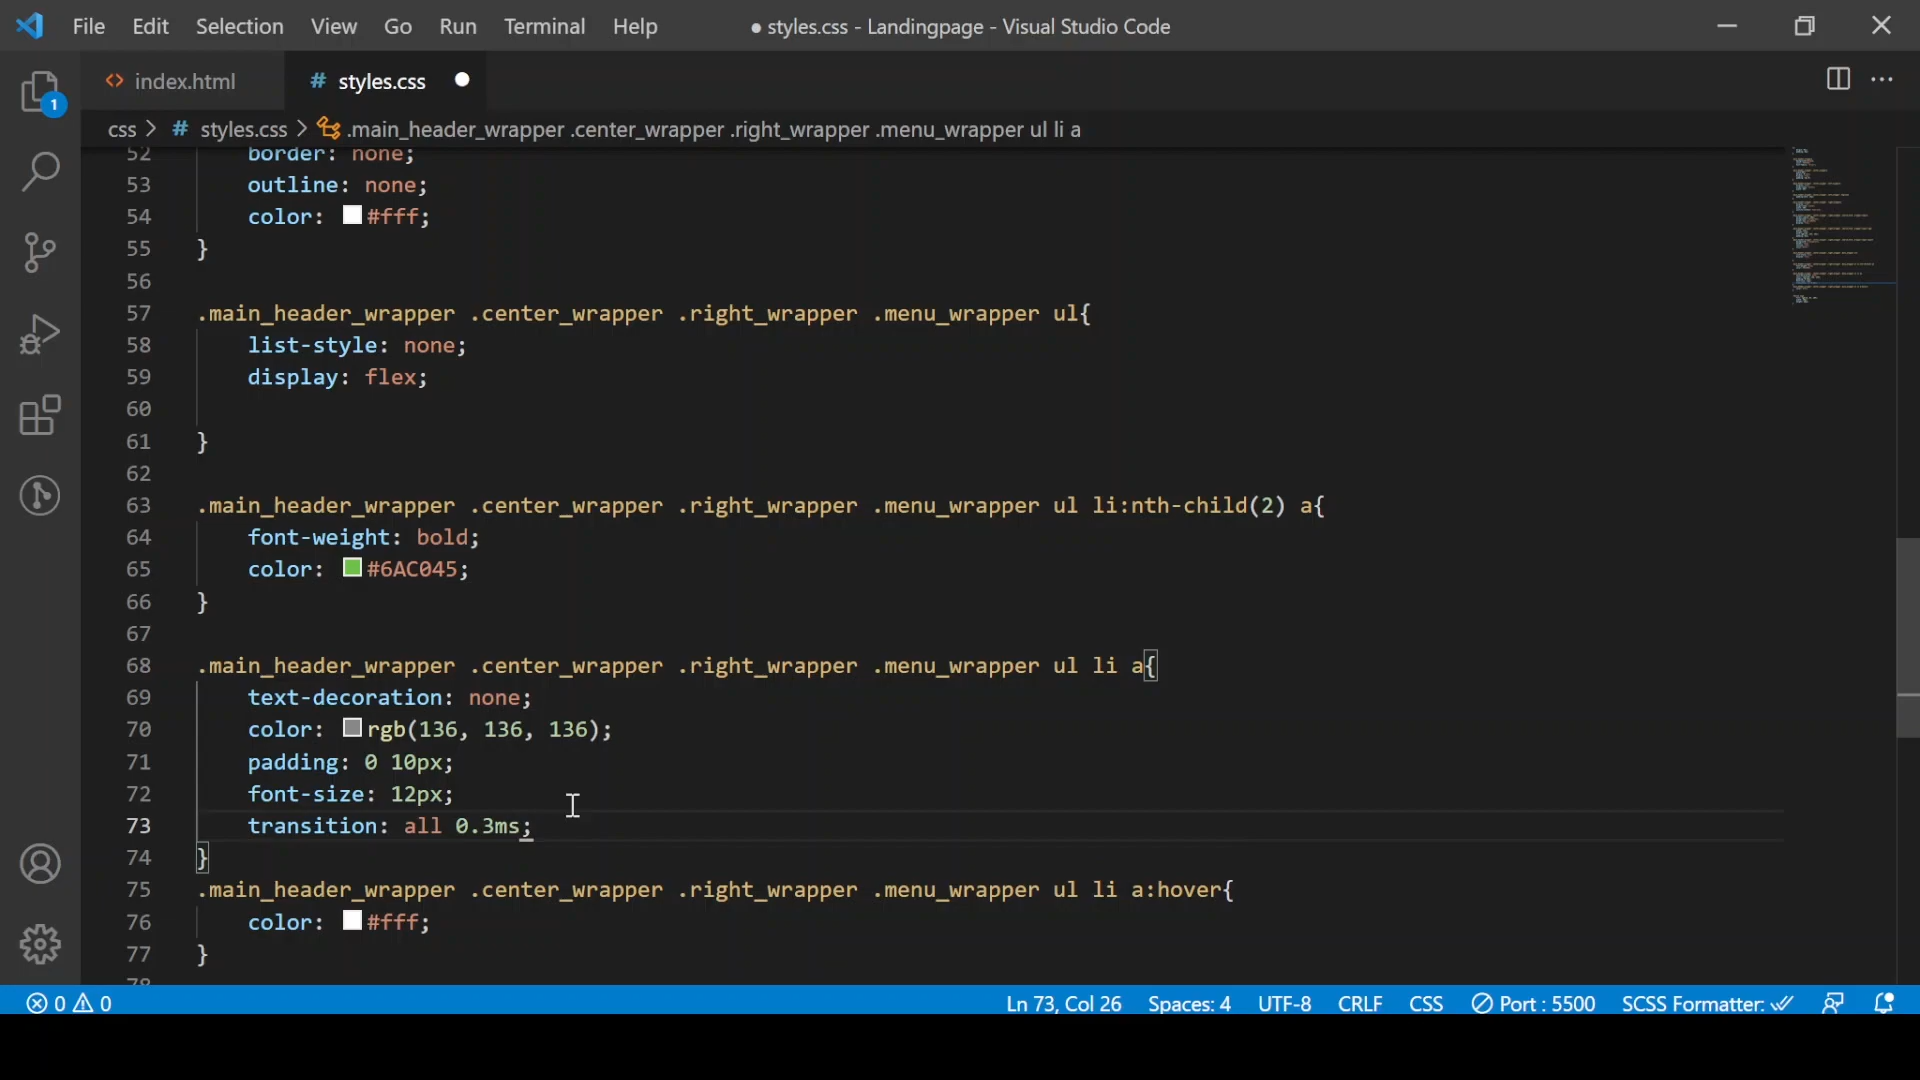 File Edit Selection View Go Run Terminal Help ● styles.css - Landingpage - Visual Studio Code
<> index.html # styles.css ●
css > # styles.css > .main_header_wrapper .center_wrapper .right_wrapper .menu_wrapper ul li a
1
52 border: none;
53 outline: none;
54 color: #fff;
55 }
56
57 .main_header_wrapper .center_wrapper .right_wrapper .menu_wrapper ul{
58 list-style: none;
59 display: flex;
60
61 }
62
63 .main_header_wrapper .center_wrapper .right_wrapper .menu_wrapper ul li:nth-child(2) a{
64 font-weight: bold;
65 color: #6AC045;
66 }
67
68 .main_header_wrapper .center_wrapper .right_wrapper .menu_wrapper ul li a{
69 text-decoration: none;
70 color: rgb(136, 136, 136);
71 padding: 0 10px;
72 font-size: 12px;
73 transition: all 0.3ms;
74 }
75 .main_header_wrapper .center_wrapper .right_wrapper .menu_wrapper ul li a:hover{
76 color: #fff;
77 }
78
0 0 Ln 73, Col 26 Spaces: 4 UTF-8 CRLF CSS Port : 5500 SCSS Formatter: